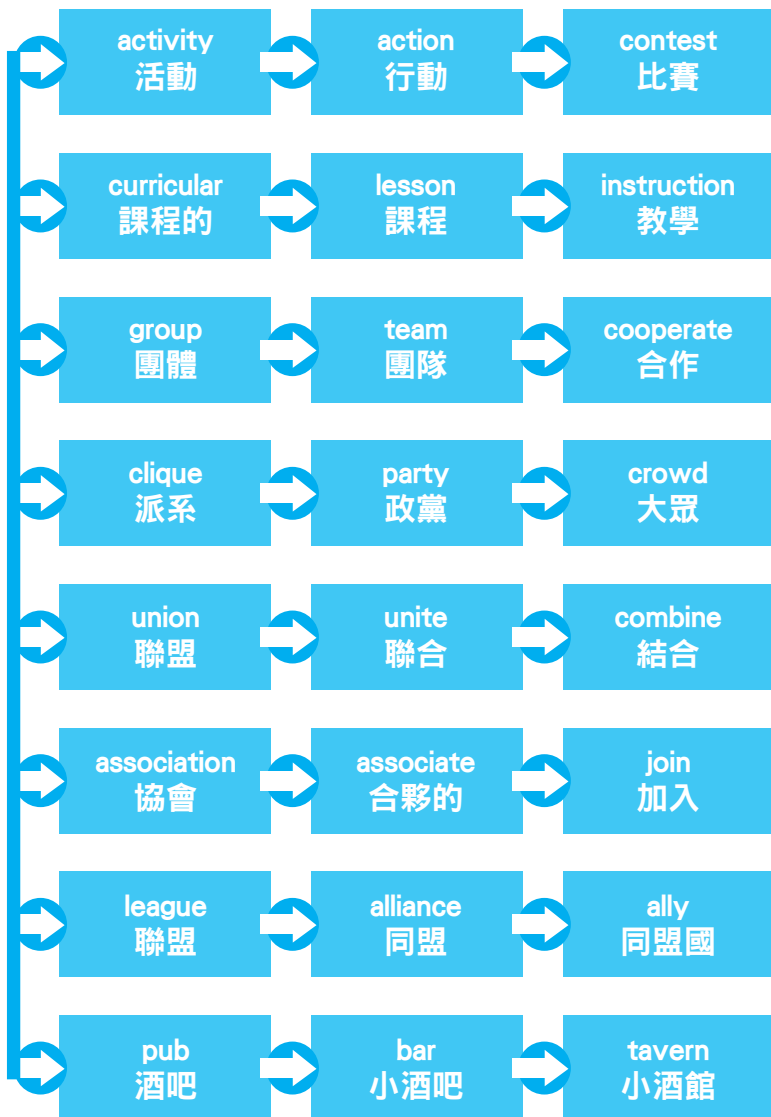 activity
活動
action
行動
contest
比賽
curricular
課程的
lesson
課程
instruction
教學
group
團體
team
團隊
cooperate
合作
clique
派系
party
政黨
crowd
大眾
union
聯盟
unite
聯合
combine
結合
association
協會
associate
合夥的
join
加入
league
聯盟
alliance
同盟
ally
同盟國
pub
酒吧
bar
小酒吧
tavern
小酒館